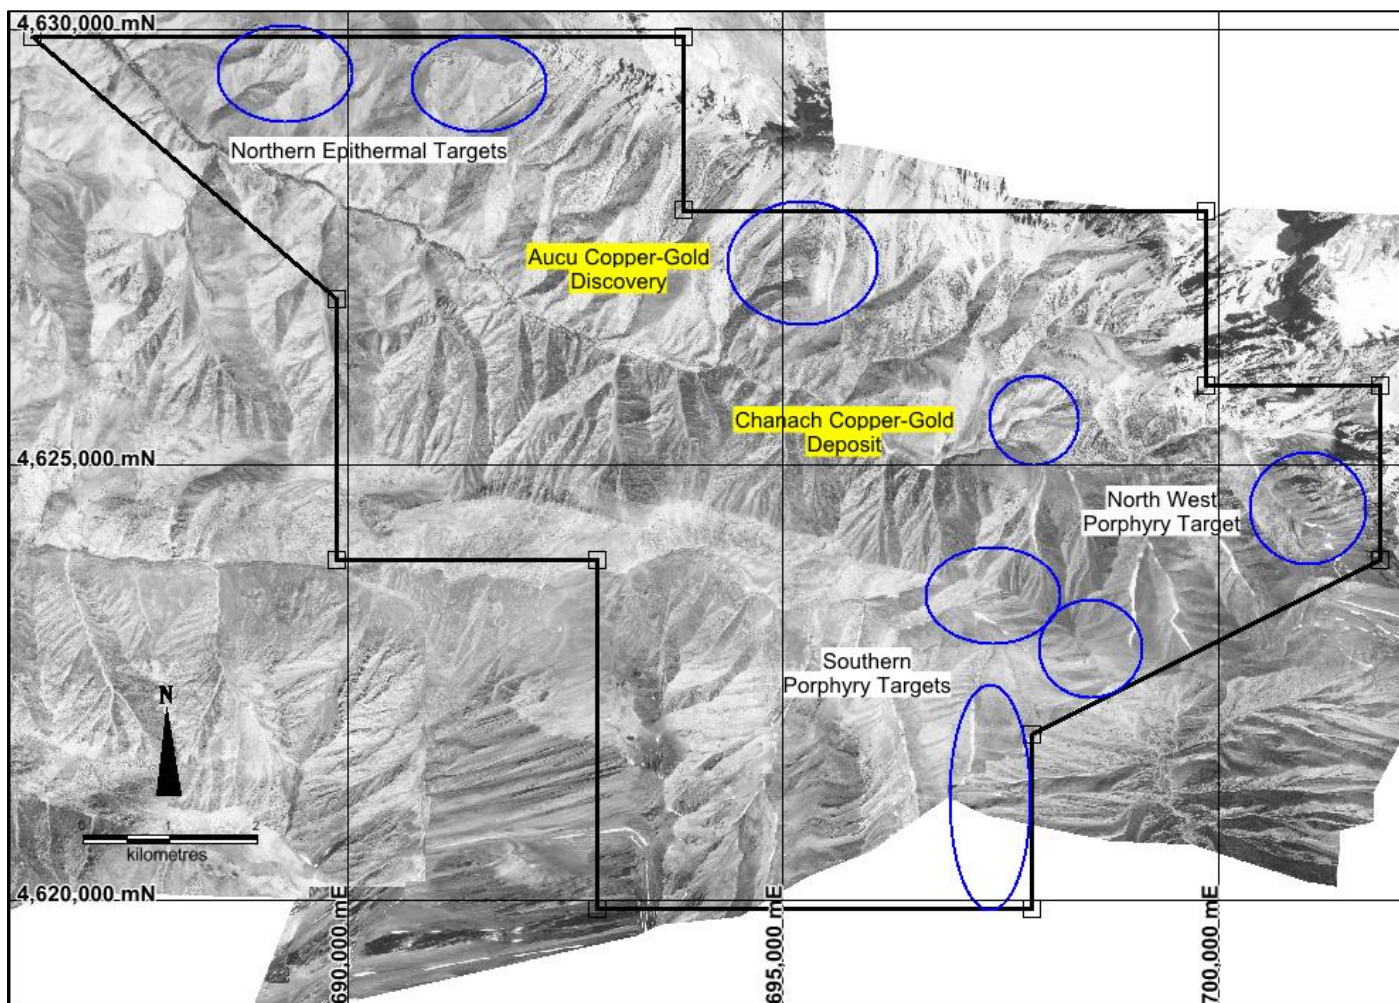 4,630,000 mN
Northern Epithermal Targets
Aucu Copper-Gold
Discovery
Chanach Copper-Gold
Deposit
4,625,000 mN
North West
Porphyry Target
Southern
Porphyry Targets
N
0 1 2
kilometres
4,620,000 mN
690,000 mE
695,000 mE
700,000 mE